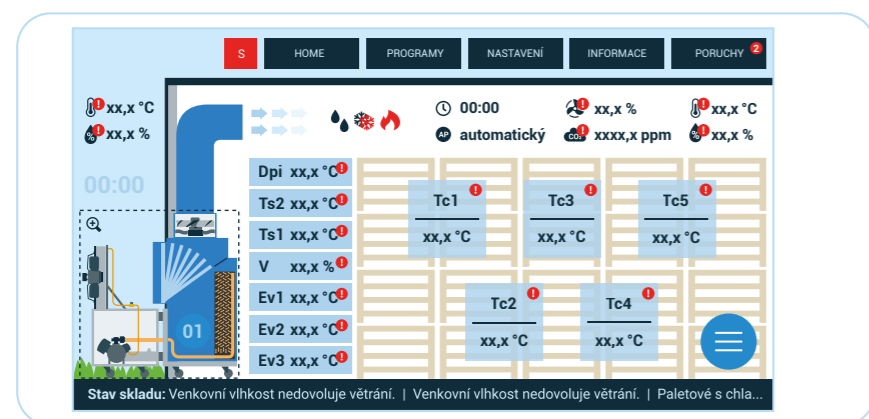 S HOME PROGRAMY NASTAVENÍ INFORMACE PORUCHY 2
xx,x °C 00:00 xx,x % xx,x °C
xx,x % AP automatický CO₂ xxxx,x ppm % xx,x %
00:00
Dpi xx,x °C
Ts2 xx,x °C
Ts1 xx,x °C
V xx,x %
Ev1 xx,x °C
Ev2 xx,x °C
Ev3 xx,x °C
Tc1 Tc3 Tc5
xx,x °C xx,x °C xx,x °C
Tc2 Tc4
xx,x °C xx,x °C
01
Stav skladu: Venkovní vlhkost nedovoluje větrání. | Venkovní vlhkost nedovoluje větrání. | Paletové s chla...